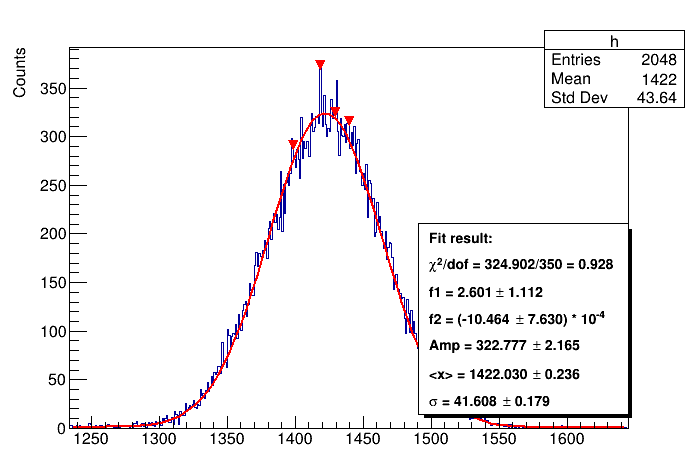 h
Entries 2048
Mean 1422
Std Dev 43.64
Counts
350
300
250
200
150
100
50
0
Fit result:
χ²/dof = 324.902/350 = 0.928
f1 = 2.601 ± 1.112
f2 = (-10.464 ± 7.630) * 10⁻⁴
Amp = 322.777 ± 2.165
<x> = 1422.030 ± 0.236
σ = 41.608 ± 0.179
1250 1300 1350 1400 1450 1500 1550 1600